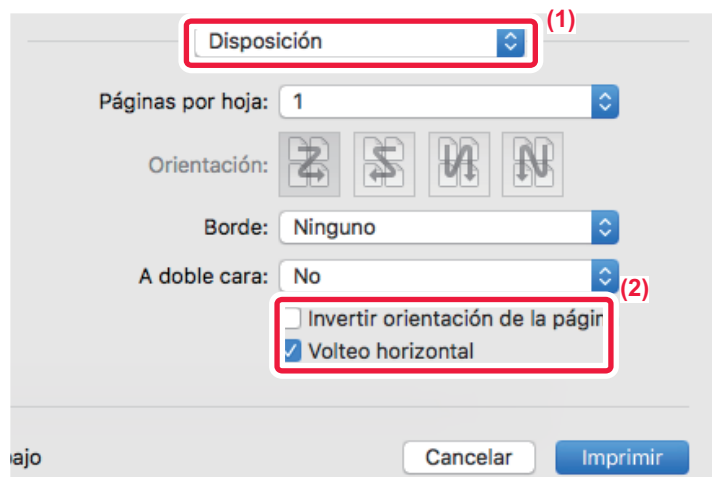 (1)
Disposición
Páginas por hoja: 1
Orientación:
Borde: Ninguno
A doble cara: No
(2)
Invertir orientación de la págin
Volteo horizontal
ajo
Cancelar Imprimir